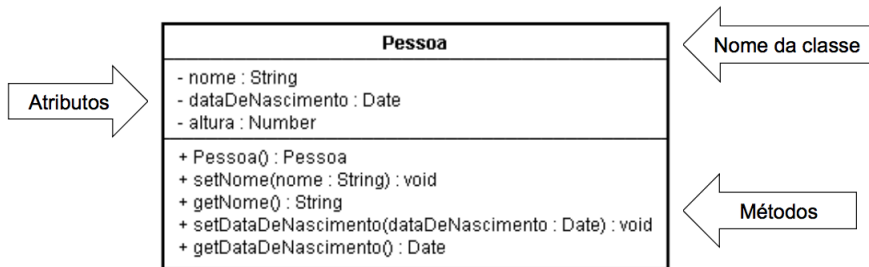 Pessoa
Nome da classe
Atributos
- nome : String
- dataDeNascimento : Date
- altura : Number
+ Pessoa() : Pessoa
+ setNome(nome : String) : void
+ getNome() : String
+ setDataDeNascimento(dataDeNascimento : Date) : void
+ getDataDeNascimento() : Date
Métodos